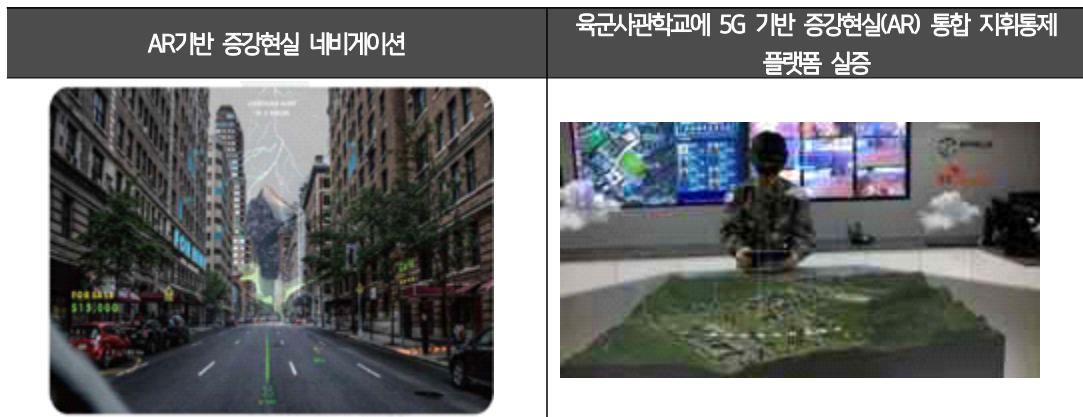 AR기반 증강현실 네비게이션
육군사관학교에 5G 기반 증강현실(AR) 통합 지휘통제
플랫폼 실증
FOR SALE
$15,000